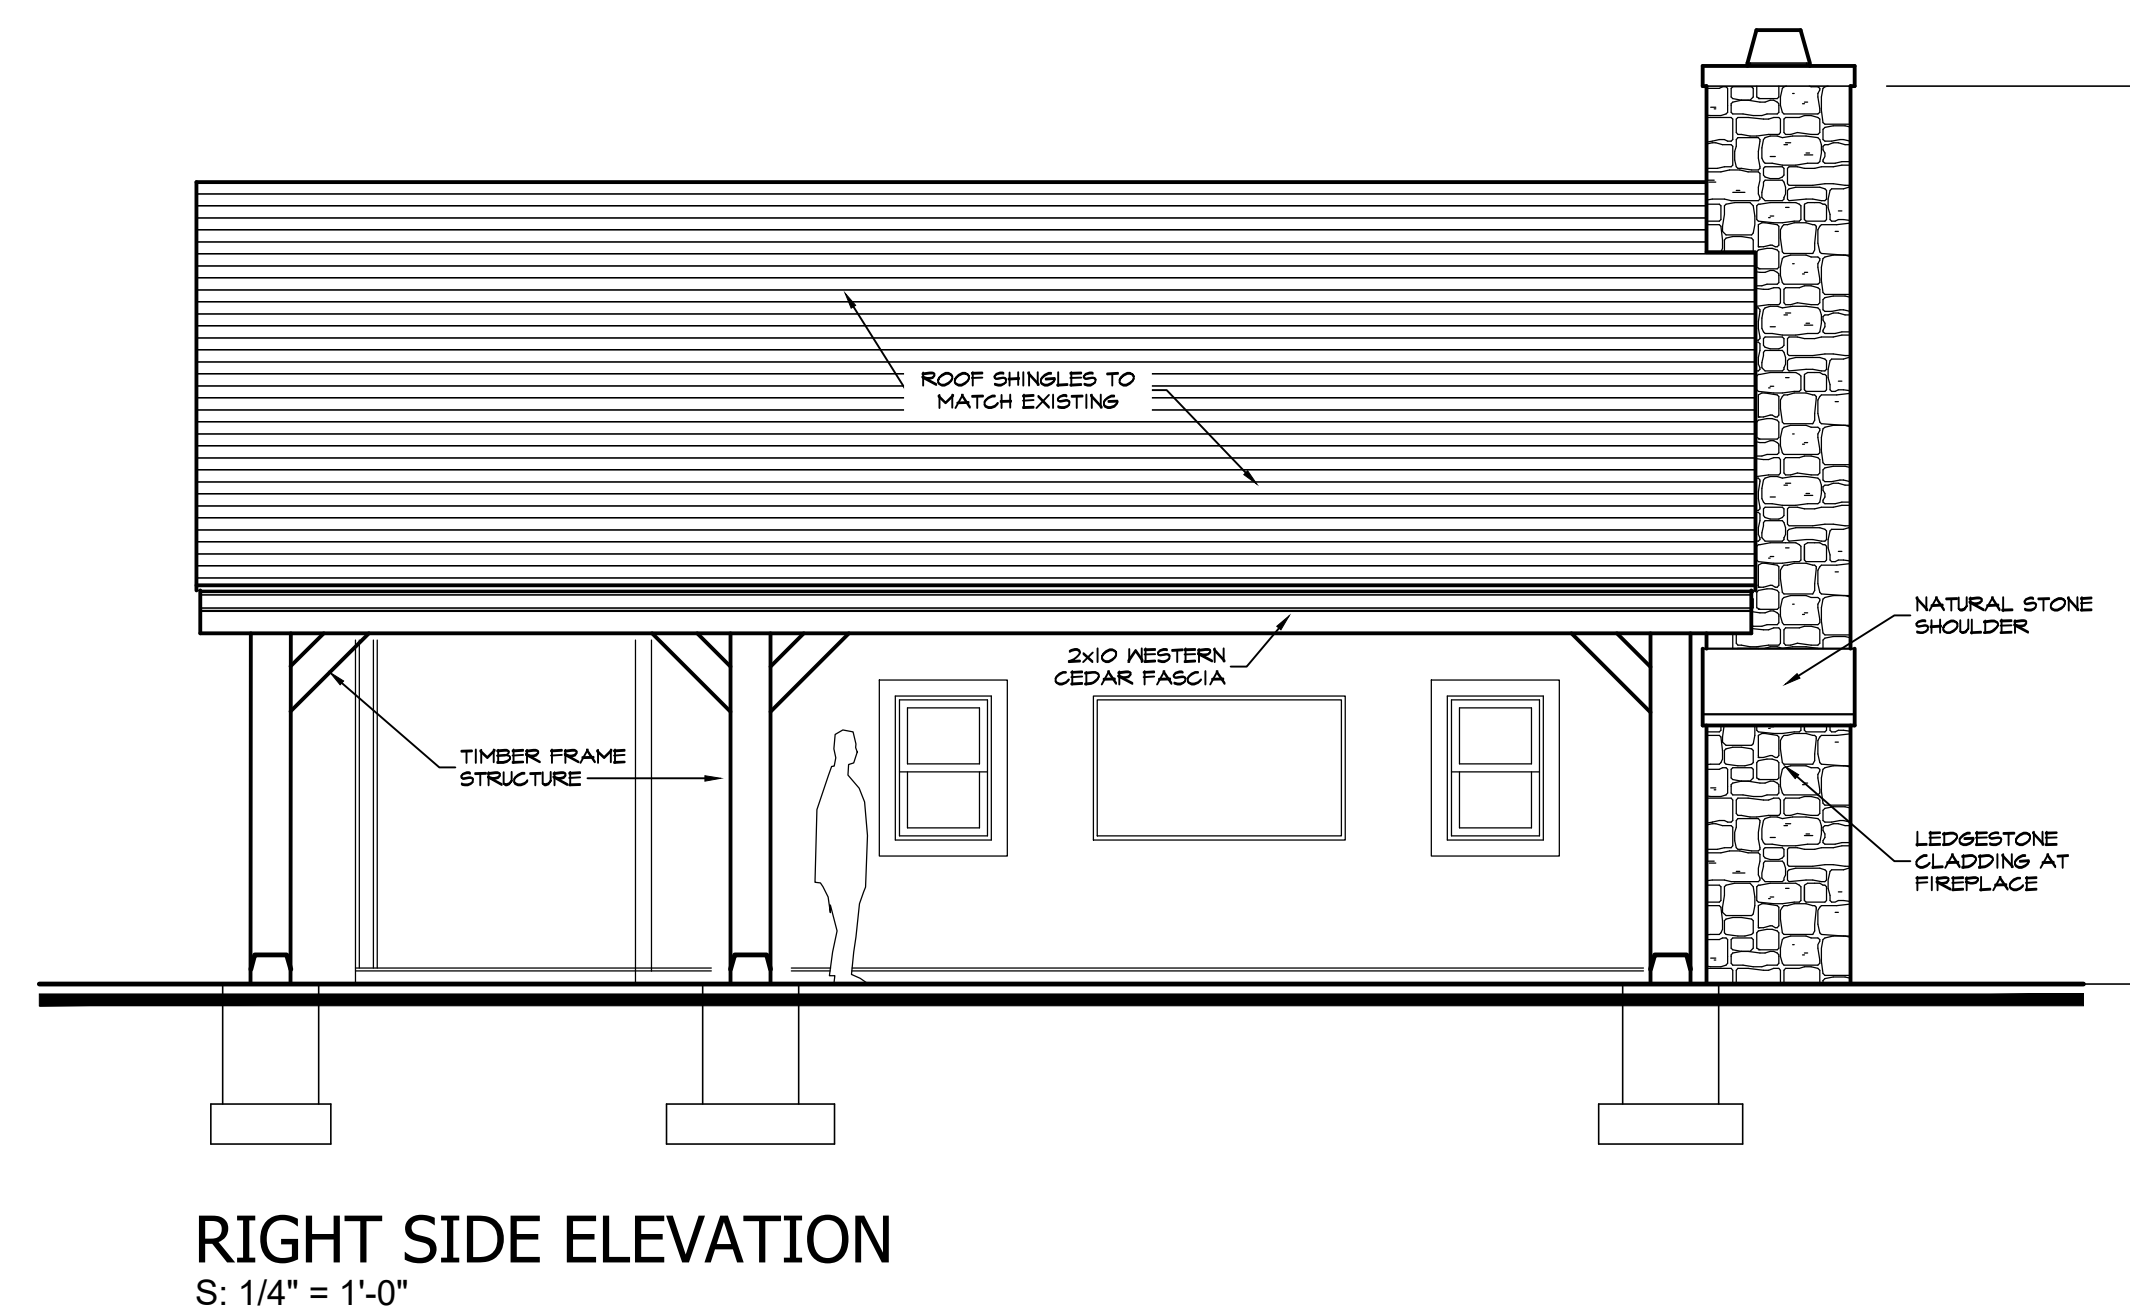 ROOF SHINGLES TO
MATCH EXISTING
NATURAL STONE
SHOULDER
2x10 WESTERN
CEDAR FASCIA
TIMBER FRAME
STRUCTURE
LEDGESTONE
CLADDING AT
FIREPLACE
RIGHT SIDE ELEVATION
S: 1/4" = 1'-0"